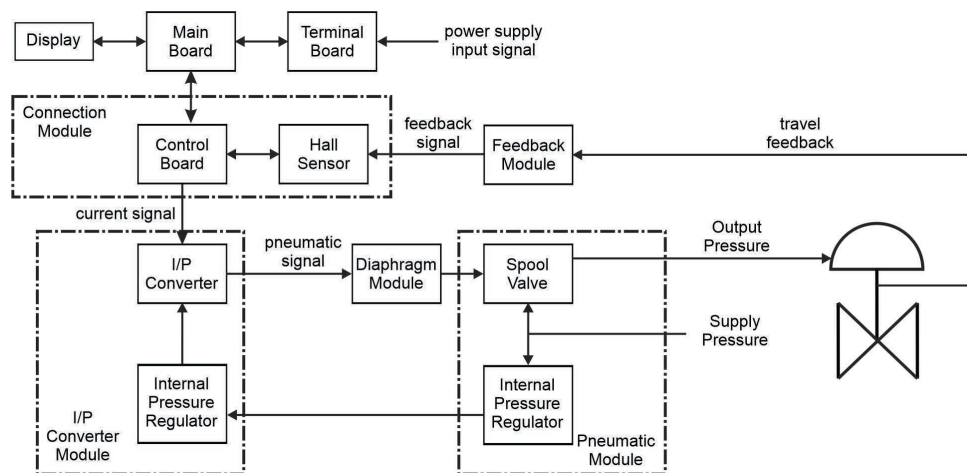 Display
Main
Board
Terminal
Board
power supply
input signal
Connection
Module
Control
Board
Hall
Sensor
feedback
signal
Feedback
Module
travel
feedback
current signal
I/P
Converter
pneumatic
signal
Diaphragm
Module
Spool
Valve
Output
Pressure
Supply
Pressure
Internal
Pressure
Regulator
Internal
Pressure
Regulator
I/P
Converter
Module
Pneumatic Module